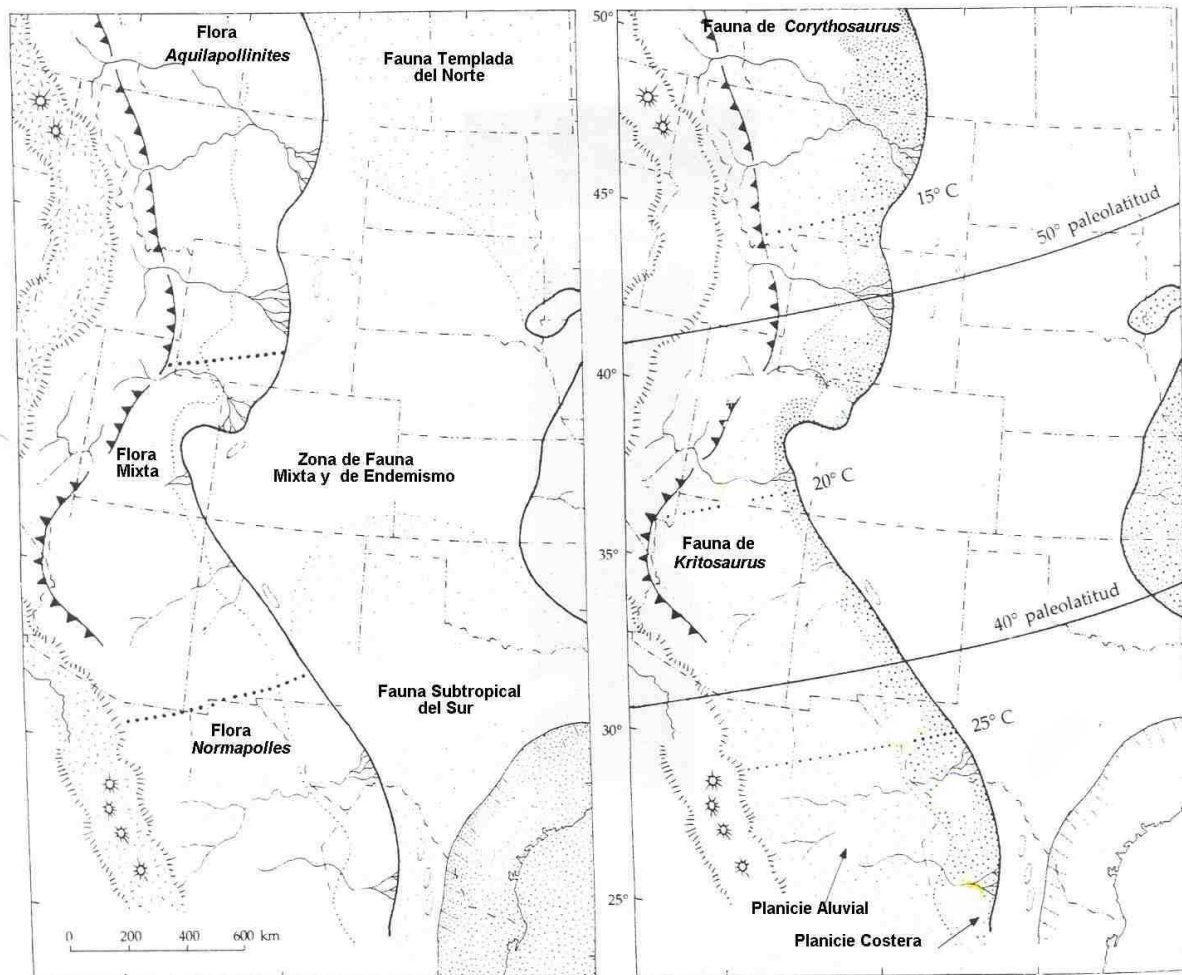 Flora
Aquilapollinites
Fauna Templada
del Norte
Flora
Mixta
Zona de Fauna
Mixta y de Endemismo
Fauna Subtropical
del Sur
Flora
Normapolles
0 200 400 600 km
50°
Fauna de Corythosaurus
45°
15° C
50° paleolatitud
40°
20° C
Fauna de
Kritosaurus
35°
40° paleolatitud
30°
25° C
25°
Planicie Aluvial
Planicie Costera